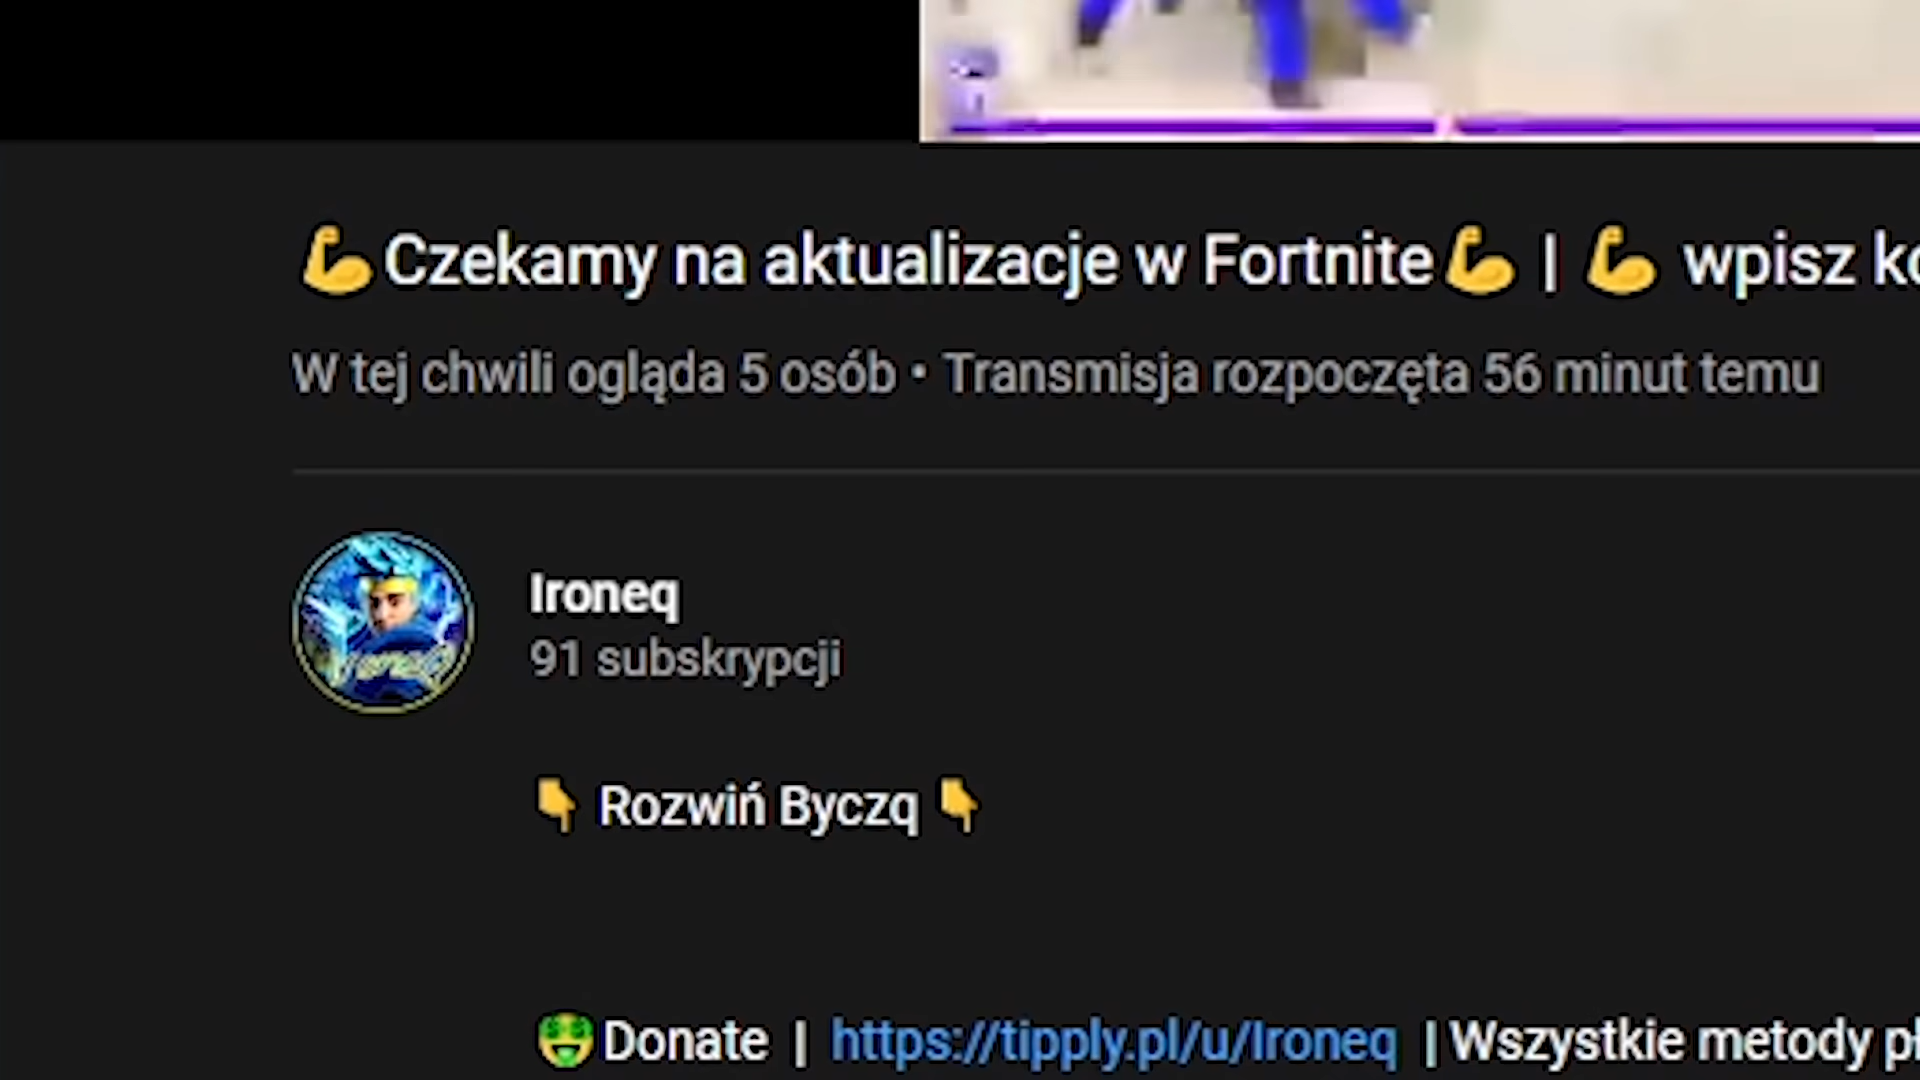 💪Czekamy na aktualizacje w Fortnite💪 | 💪 wpisz
W tej chwili ogląda 5 osób • Transmisja rozpoczęta 56 minut temu
Ironeq
91 subskrypcji
👇 Rozwiń Byczq 👇
🤑Donate | https://tipply.pl/u/Ironeq | Wszystkie metody